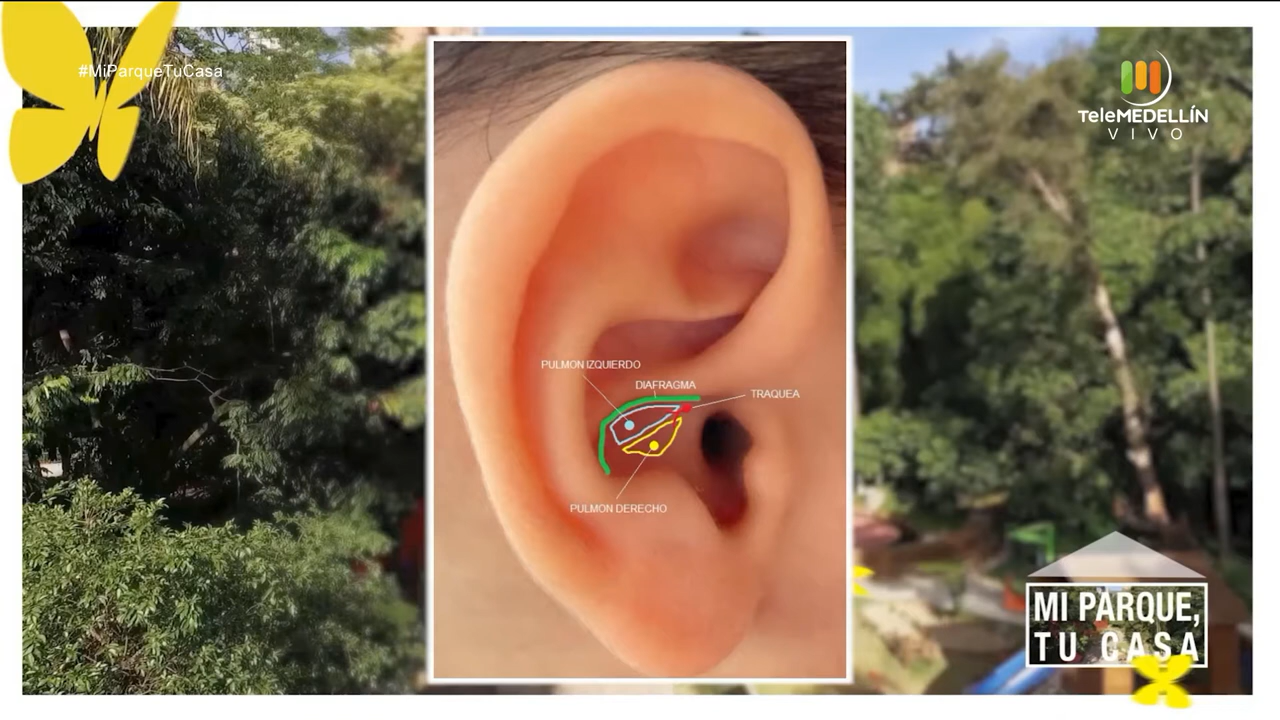 #MiParqueTuCasa
TeleMEDELLÍN
VIVO
PULMON IZQUIERDO
DIAFRAGMA
TRAQUEA
PULMON DERECHO
MI PARQUE,
TU CASA